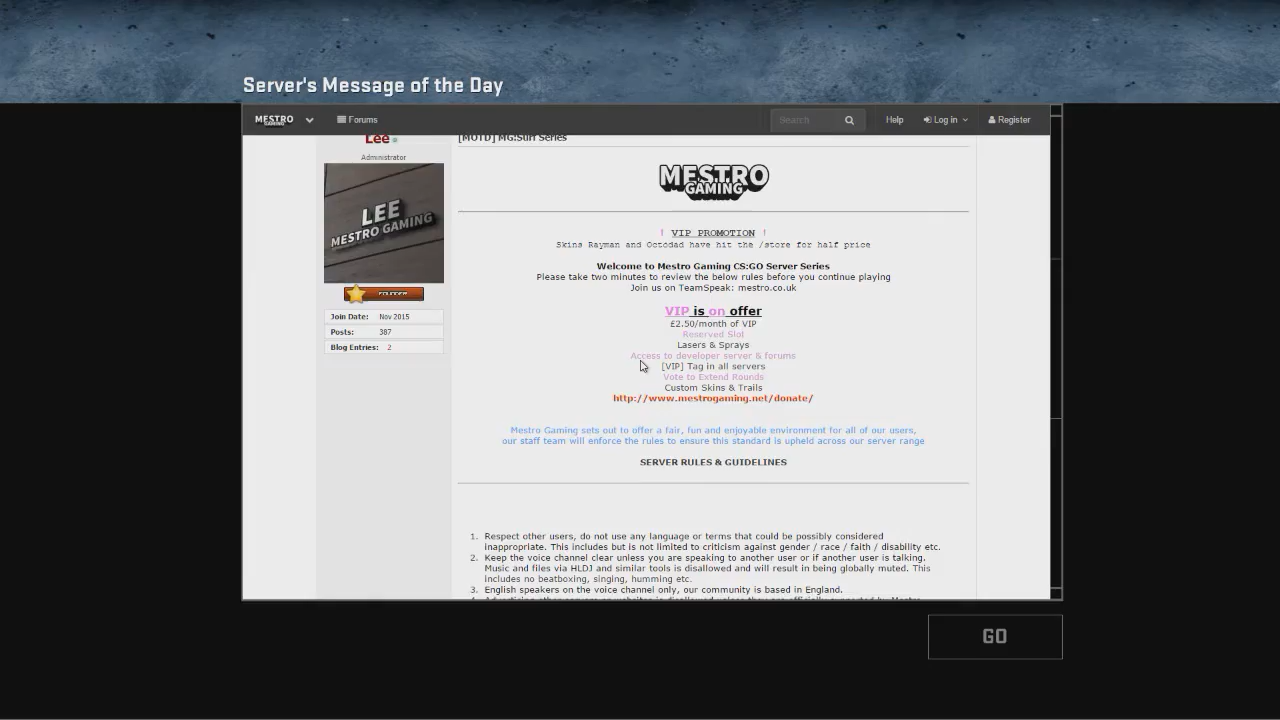 Server's Message of the Day
MESTRO GAMING
Forums
Search
Help
Log in
Register
Lee
Administrator
LEE
MESTRO GAMING
Join Date: Nov 2015
Posts: 387
Blog Entries: 2
[MOTD] MG:Surf Series
MESTRO
GAMING
! VIP PROMOTION !
Skins Rayman and Octodad have hit the /store for half price
Welcome to Mestro Gaming CS:GO Server Series
Please take two minutes to review the below rules before you continue playing
Join us on TeamSpeak: mestro.co.uk
VIP is on offer
£2.50/month of VIP
Reserved Slot
Lasers & Sprays
Access to developer server & forums
[VIP] Tag in all servers
Vote to Extend Rounds
Custom Skins & Trails
http://www.mestrogaming.net/donate/
Mestro Gaming sets out to offer a fair, fun and enjoyable environment for all of our users,
our staff team will enforce the rules to ensure this standard is upheld across our server range
SERVER RULES & GUIDELINES
1. Respect other users, do not use any language or terms that could be possibly considered
inappropriate. This includes but is not limited to criticism against gender / race / faith / disability etc.
2. Keep the voice channel clear unless you are speaking to another user or if another user is talking.
Music and files via HLDJ and similar tools is disallowed and will result in being globally muted. This
includes no beatboxing, singing, humming etc.
3. English speakers on the voice channel only, our community is based in England.
GO